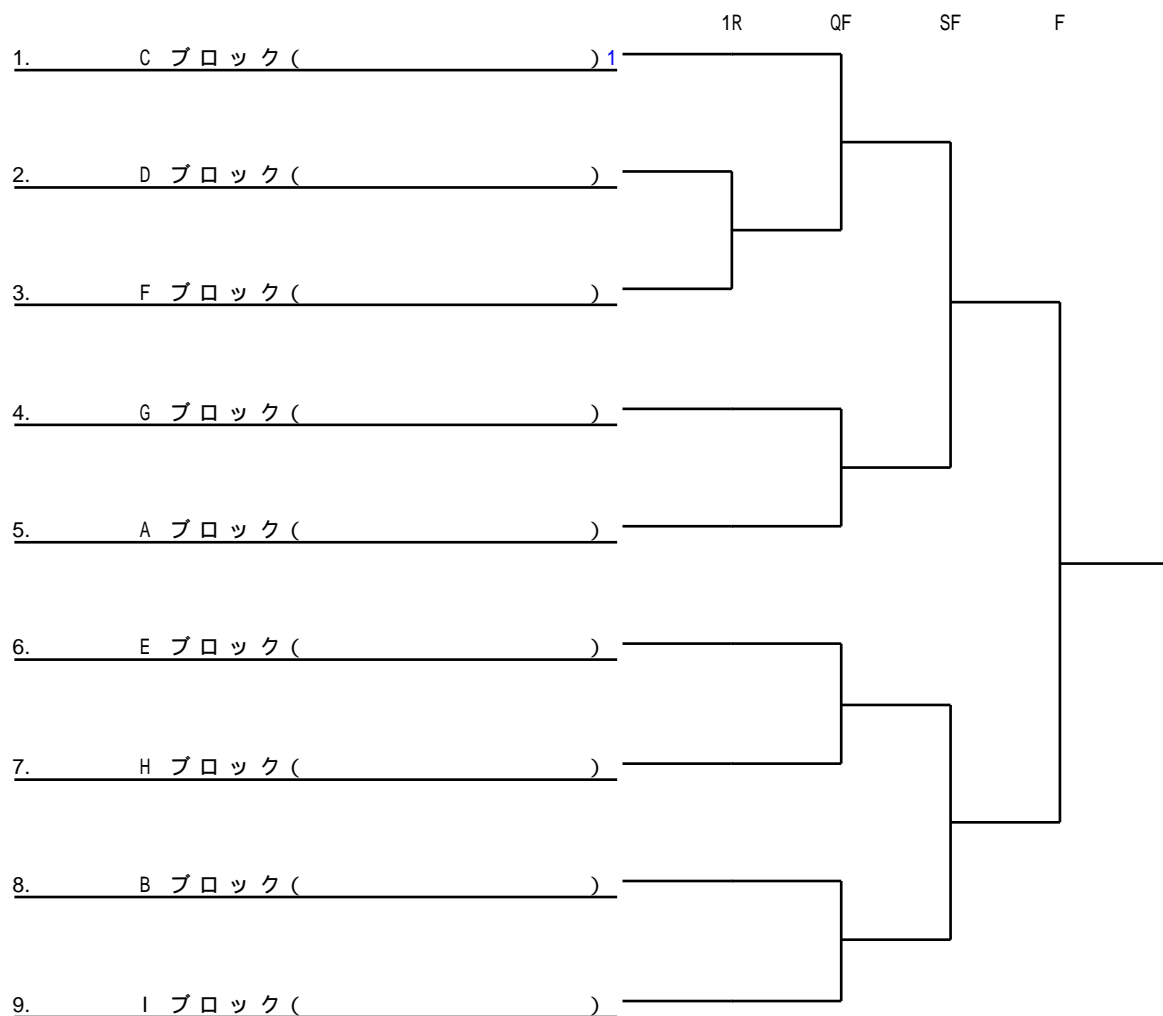 1R QF SF F
1. C ブロック( )1
2. D ブロック( )
3. F ブロック( )
4. G ブロック( )
5. A ブロック( )
6. E ブロック( )
7. H ブロック( )
8. B ブロック( )
9. I ブロック( )